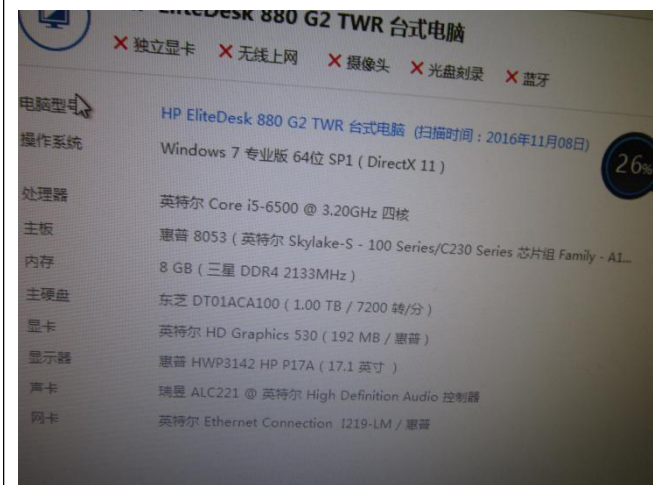 EliteDesk 880 G2 TWR 台式电脑
独立显卡 无线上网 摄像头 光盘刻录 蓝牙
电脑型号 HP EliteDesk 880 G2 TWR 台式电脑 (扫描时间：2016年11月08日)
26%
操作系统 Windows 7 专业版 64位 SP1 ( DirectX 11 )
处理器 英特尔 Core i5-6500 @ 3.20GHz 四核
主板 惠普 8053 ( 英特尔 Skylake-S - 100 Series/C230 Series 芯片组 Family - A1...
内存 8 GB ( 三星 DDR4 2133MHz )
主硬盘 东芝 DT01ACA100 ( 1.00 TB / 7200 转/分 )
显卡 英特尔 HD Graphics 530 ( 192 MB / 惠普 )
显示器 惠普 HWP3142 HP P17A ( 17.1 英寸 )
声卡 瑞昱 ALC221 @ 英特尔 High Definition Audio 控制器
网卡 英特尔 Ethernet Connection I219-LM / 惠普